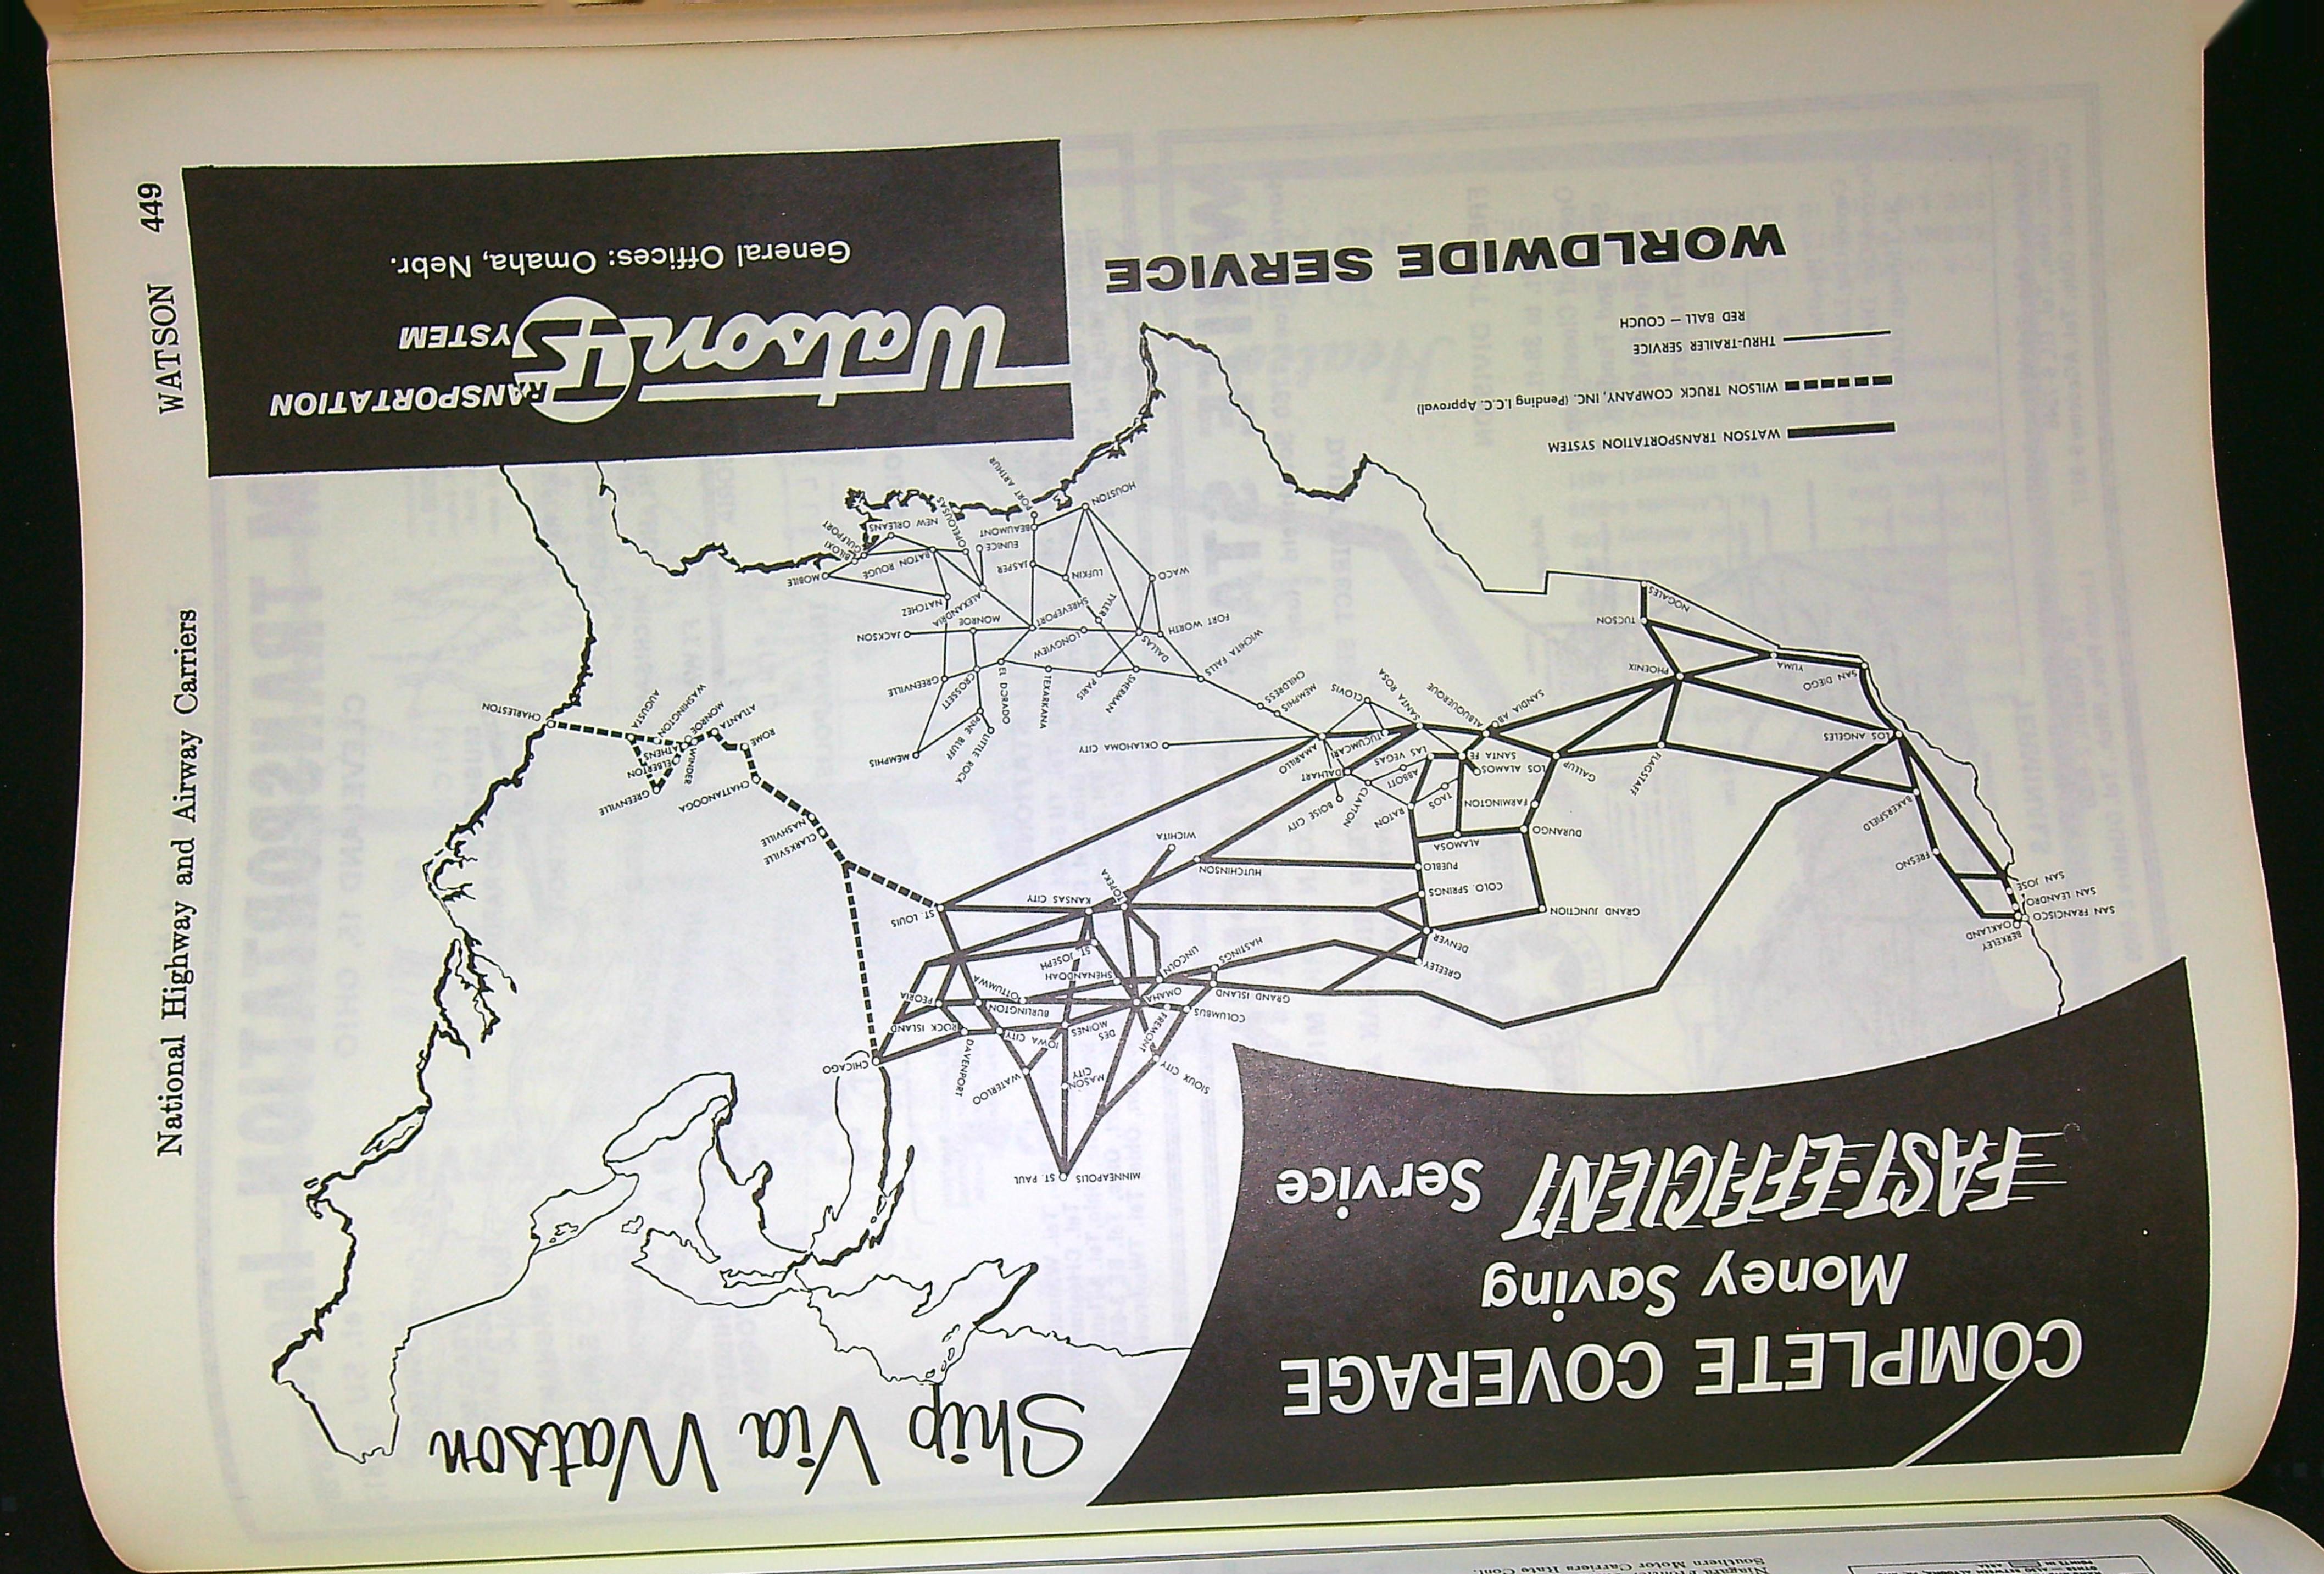 Niagara Frontier
Southern Motor Carriers Rate Conf.
COMPLETE COVERAGE
Money Saving
FAST-EFFICIENT Service
Ship Via Watson
MINNEAPOLIS
ST. PAUL
SIOUX CITY
MASON CITY
WATERLOO
DAVENPORT
CHICAGO
FREMONT
DES MOINES
IOWA CITY
ROCK ISLAND
COLUMBUS
GRAND ISLAND
OMAHA
BURLINGTON
PEORIA
OTTUMWA
SHENANDOAH
HASTINGS
LINCOLN
ST. JOSEPH
GREELEY
DENVER
GRAND JUNCTION
COLO. SPRINGS
PUEBLO
HUTCHINSON
TOPEKA
KANSAS CITY
ST. LOUIS
WICHITA
BERKELEY
OAKLAND
SAN FRANCISCO
SAN LEANDRO
SAN JOSE
FRESNO
BAKERSFIELD
DURANGO
ALAMOSA
FARMINGTON
TAOS
RATON
CLAYTON
BOISE CITY
ABBOTT
DALHART
FLAGSTAFF
GALLUP
LOS ALAMOS
SANTA FE
LAS VEGAS
TUCUMCARI
AMARILLO
OKLAHOMA CITY
LOS ANGELES
SANDIA AB
ALBUQUERQUE
SANTA ROSA
CLOVIS
MEMPHIS
CHILDRESS
SAN DIEGO
YUMA
PHOENIX
TUCSON
NOGALES
CLARKSVILLE
NASHVILLE
CHATTANOOGA
GREENVILLE
WINDER
ELBERTON
ATHENS
ROME
ATLANTA
MONROE
WASHINGTON
AUGUSTA
CHARLESTON
LITTLE ROCK
PINE BLUFF
MEMPHIS
WICHITA FALLS
SHERMAN
PARIS
TEXARKANA
EL DORADO
CROSSETT
GREENVILLE
DALLAS
FORT WORTH
LONGVIEW
TYLER
SHREVEPORT
MONROE
JACKSON
ALEXANDRIA
NATCHEZ
WACO
LUFKIN
JASPER
BATON ROUGE
MOBILE
EUNICE
BILOXI
GULFPORT
BEAUMONT
OPELOUSAS
NEW ORLEANS
HOUSTON
PORT ARTHUR
WATSON TRANSPORTATION SYSTEM
WILSON TRUCK COMPANY, INC. (Pending I.C.C. Approval)
THRU-TRAILER SERVICE
RED BALL — COUCH
WORLDWIDE SERVICE
Watson TRANSPORTATION
SYSTEM
General Offices: Omaha, Nebr.
National Highway and Airway Carriers
WATSON 449